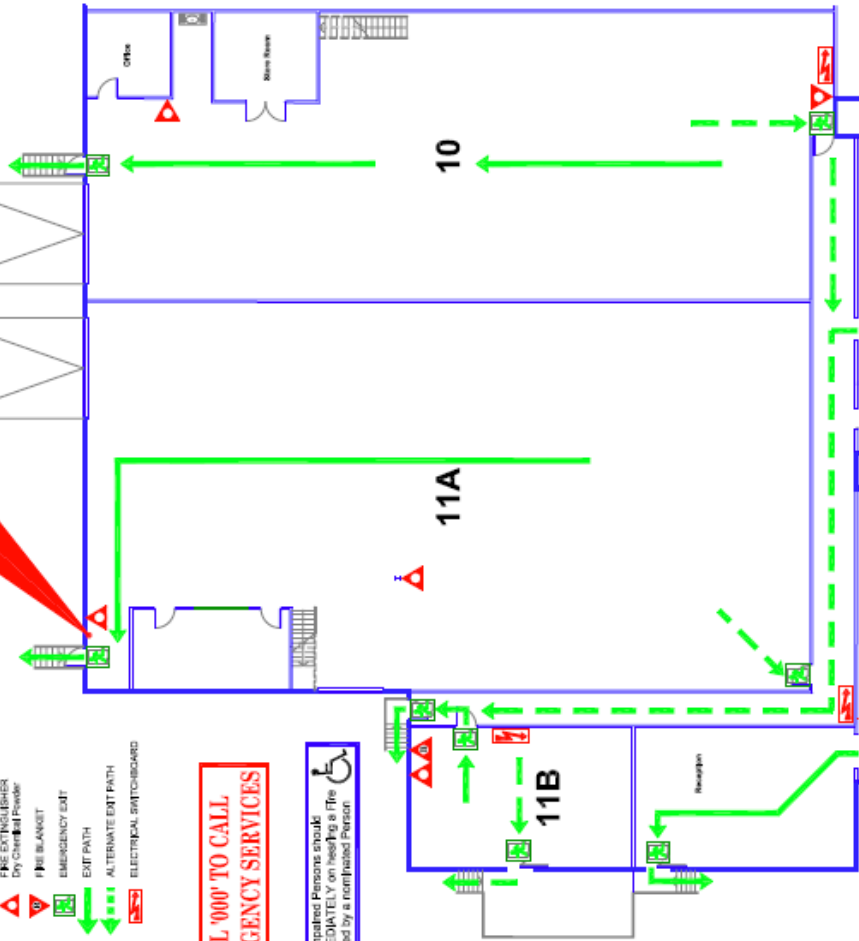 Office
Store Room
10
11A
11B
Reception
FIRE EXTINGUISHER
Dry Chemical Powder
FIRE BLANKET
EMERGENCY EXIT
EXIT PATH
ALTERNATE EXIT PATH
ELECTRICAL SWITCHBOARD
L '000' TO CALL
GENCY SERVICES
mpaired Persons should
EDIATELY on hearing a Fire
ed by a nominated Person